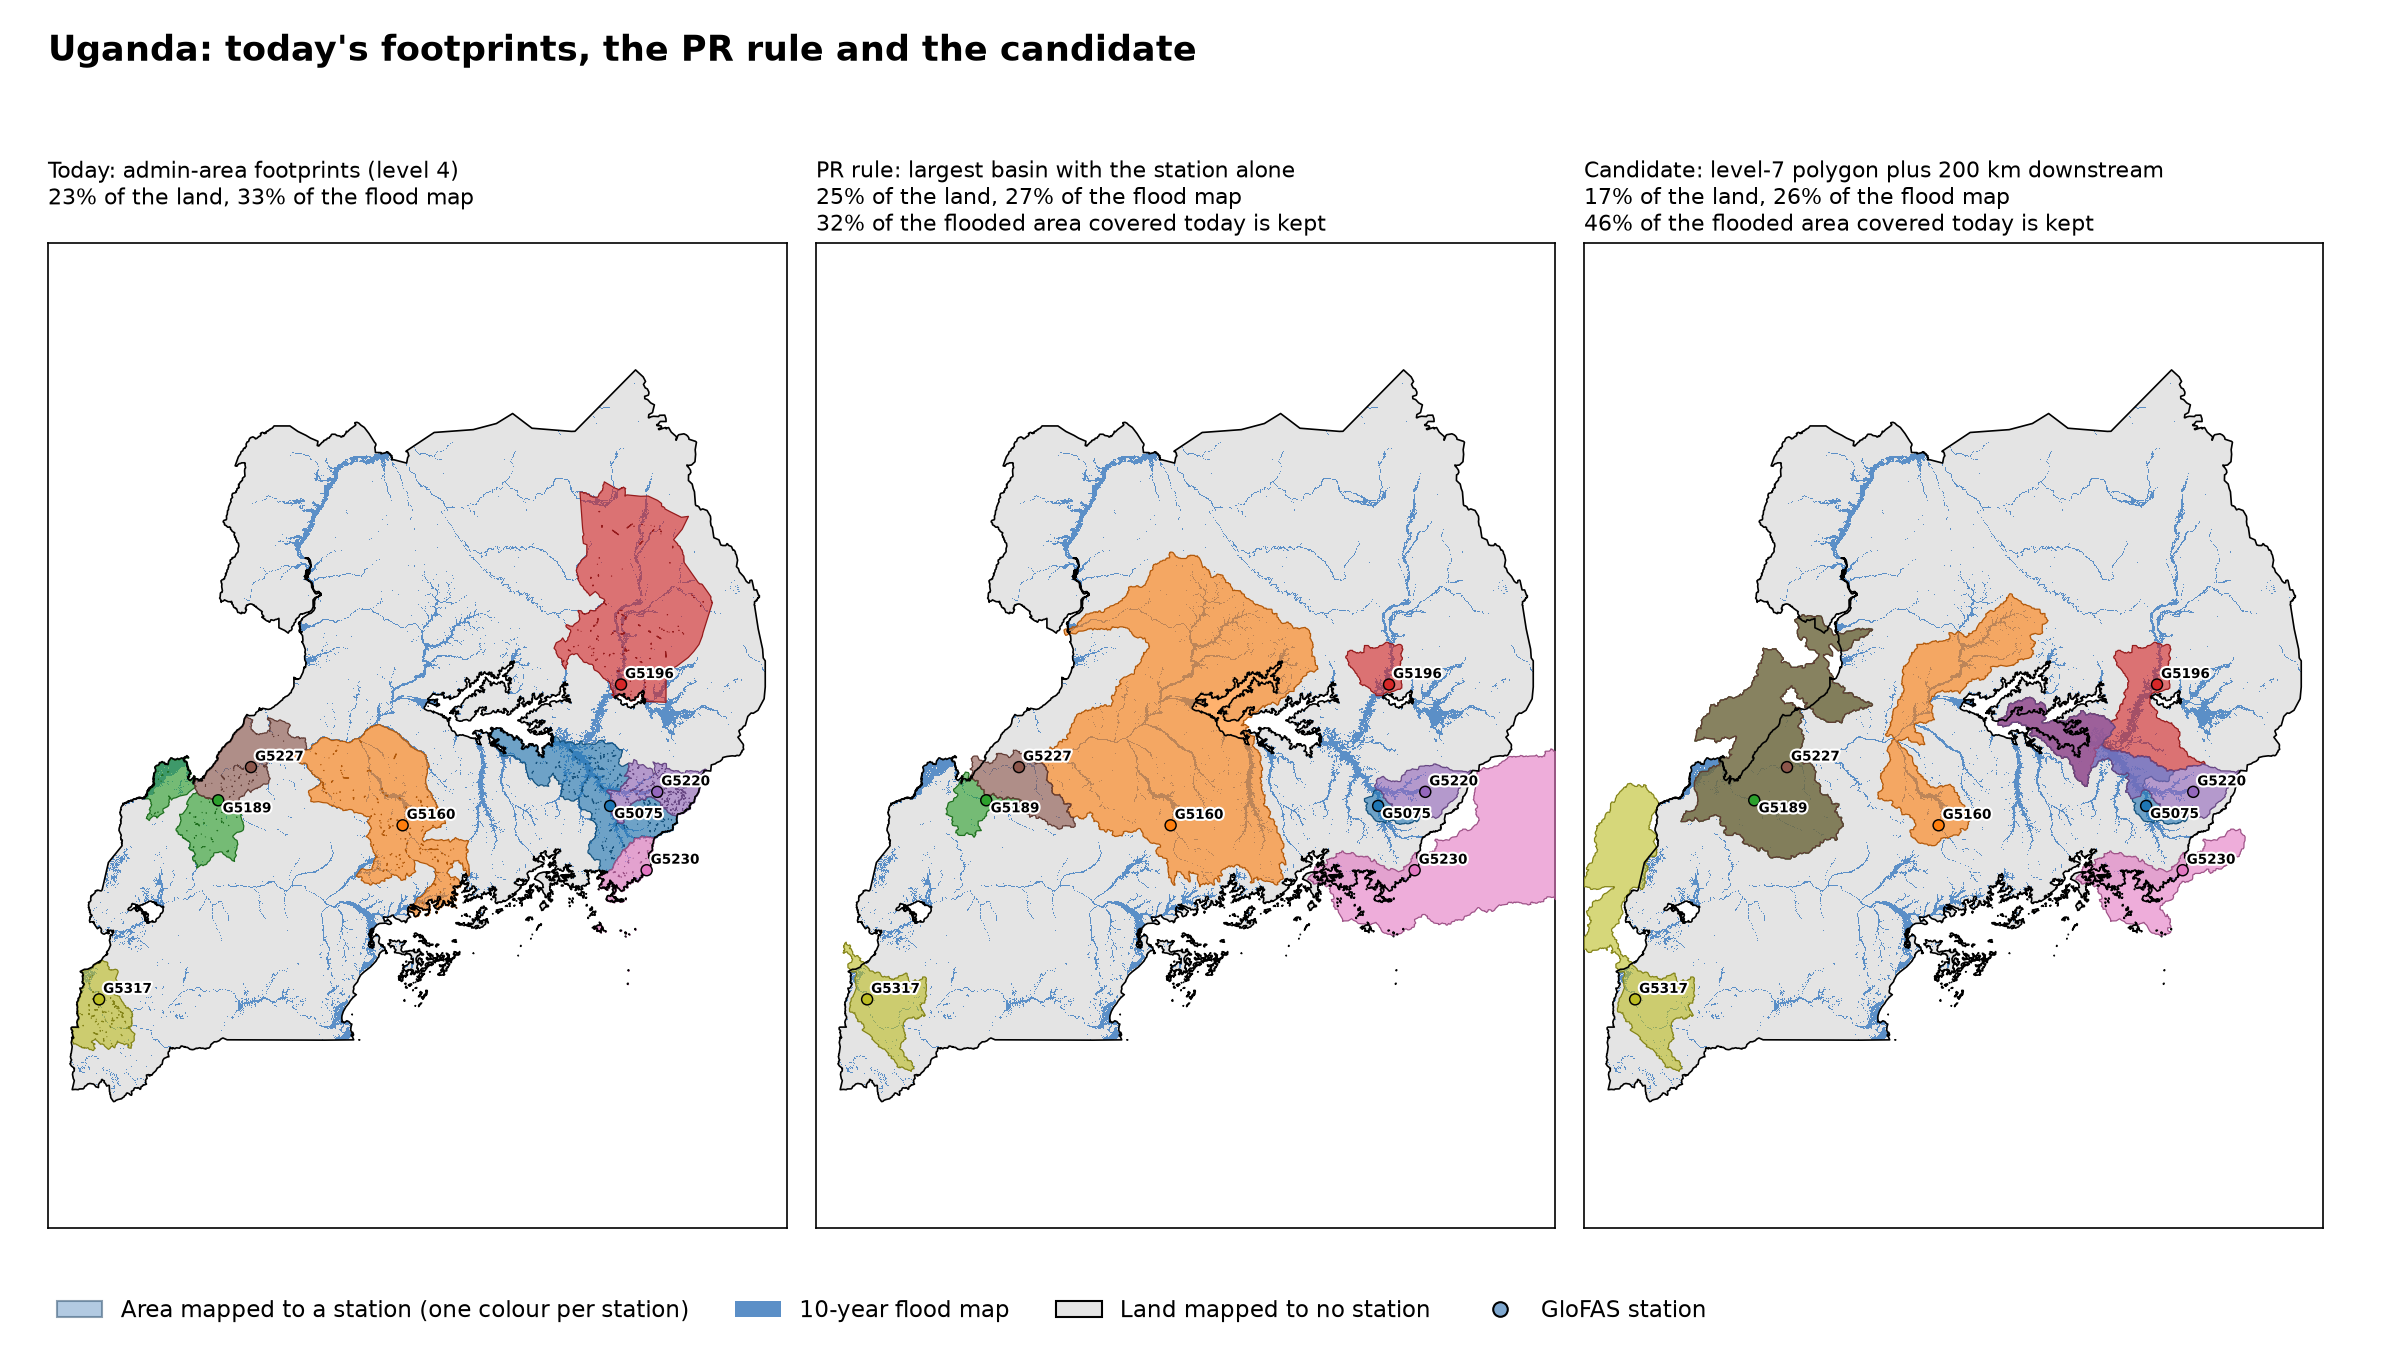 Uganda: today's footprints, the PR rule and the candidate
Today: admin-area footprints (level 4)
23% of the land, 33% of the flood map
G5196
G5227
G5220
G5189
G5160
G5075
G5230
G5317
PR rule: largest basin with the station alone
25% of the land, 27% of the flood map
32% of the flooded area covered today is kept
G5196
G5227
G5220
G5189
G5160
G5075
G5230
G5317
Candidate: level-7 polygon plus 200 km downstream
17% of the land, 26% of the flood map
46% of the flooded area covered today is kept
G5196
G5227
G5220
G5189
G5160
G5075
G5230
G5317
Area mapped to a station (one colour per station)
10-year flood map
Land mapped to no station
GloFAS station